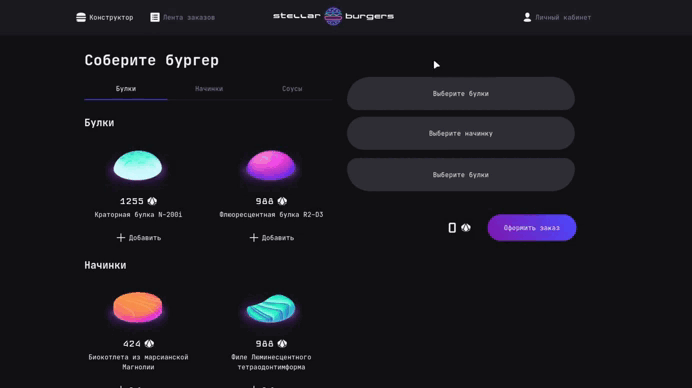 Конструктор
Лента заказов
stellar burgers
Личный кабинет
Соберите бургер
Булки
Начинки
Соусы
Выберите булки
Выберите начинку
Выберите булки
0
Оформить заказ
Булки
1255
988
Краторная булка N-200i
Флюоресцентная булка R2-D3
Добавить
Добавить
Начинки
424
988
Биокотлета из марсианской
Магнолии
Филе Люминесцентного
тетраодонтимформа